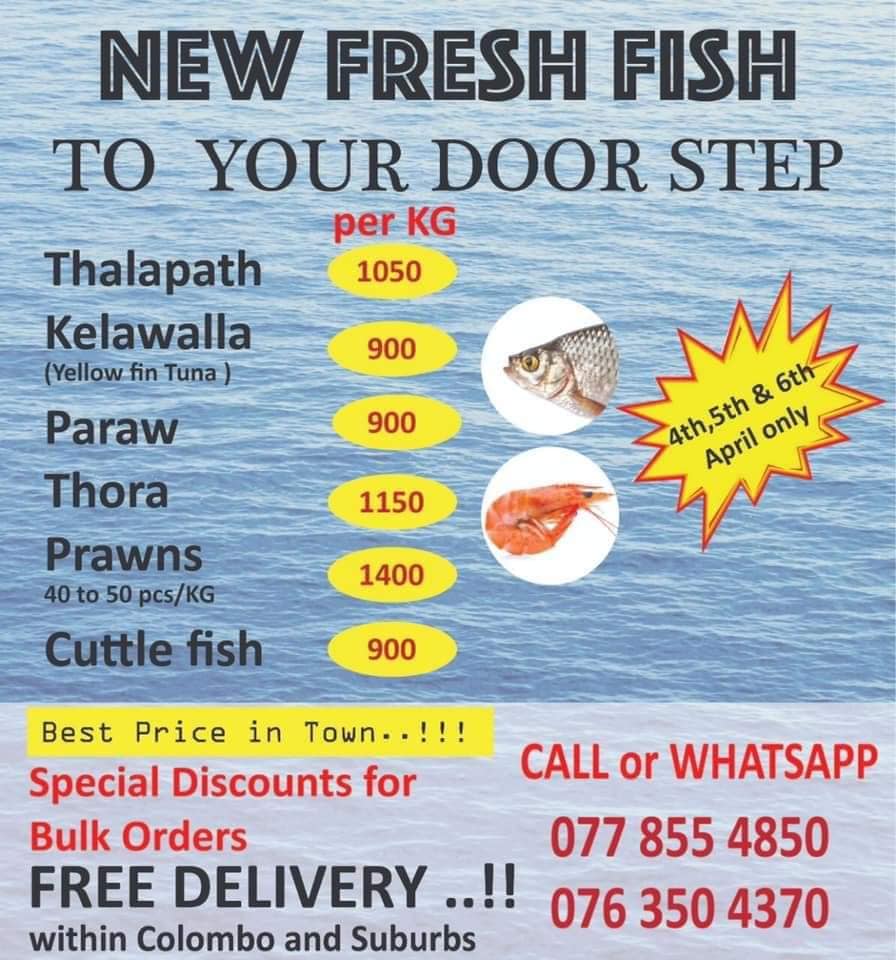 NEW FRESH FISH
TO YOUR DOOR STEP
per KG
Thalapath 1050
Kelawalla 900
(Yellow fin Tuna )
Paraw 900
Thora 1150
Prawns 1400
40 to 50 pcs/KG
Cuttle fish 900
4th,5th & 6th
April only
Best Price in Town..!!!
Special Discounts for
Bulk Orders
FREE DELIVERY ..!!
within Colombo and Suburbs
CALL or WHATSAPP
077 855 4850
076 350 4370